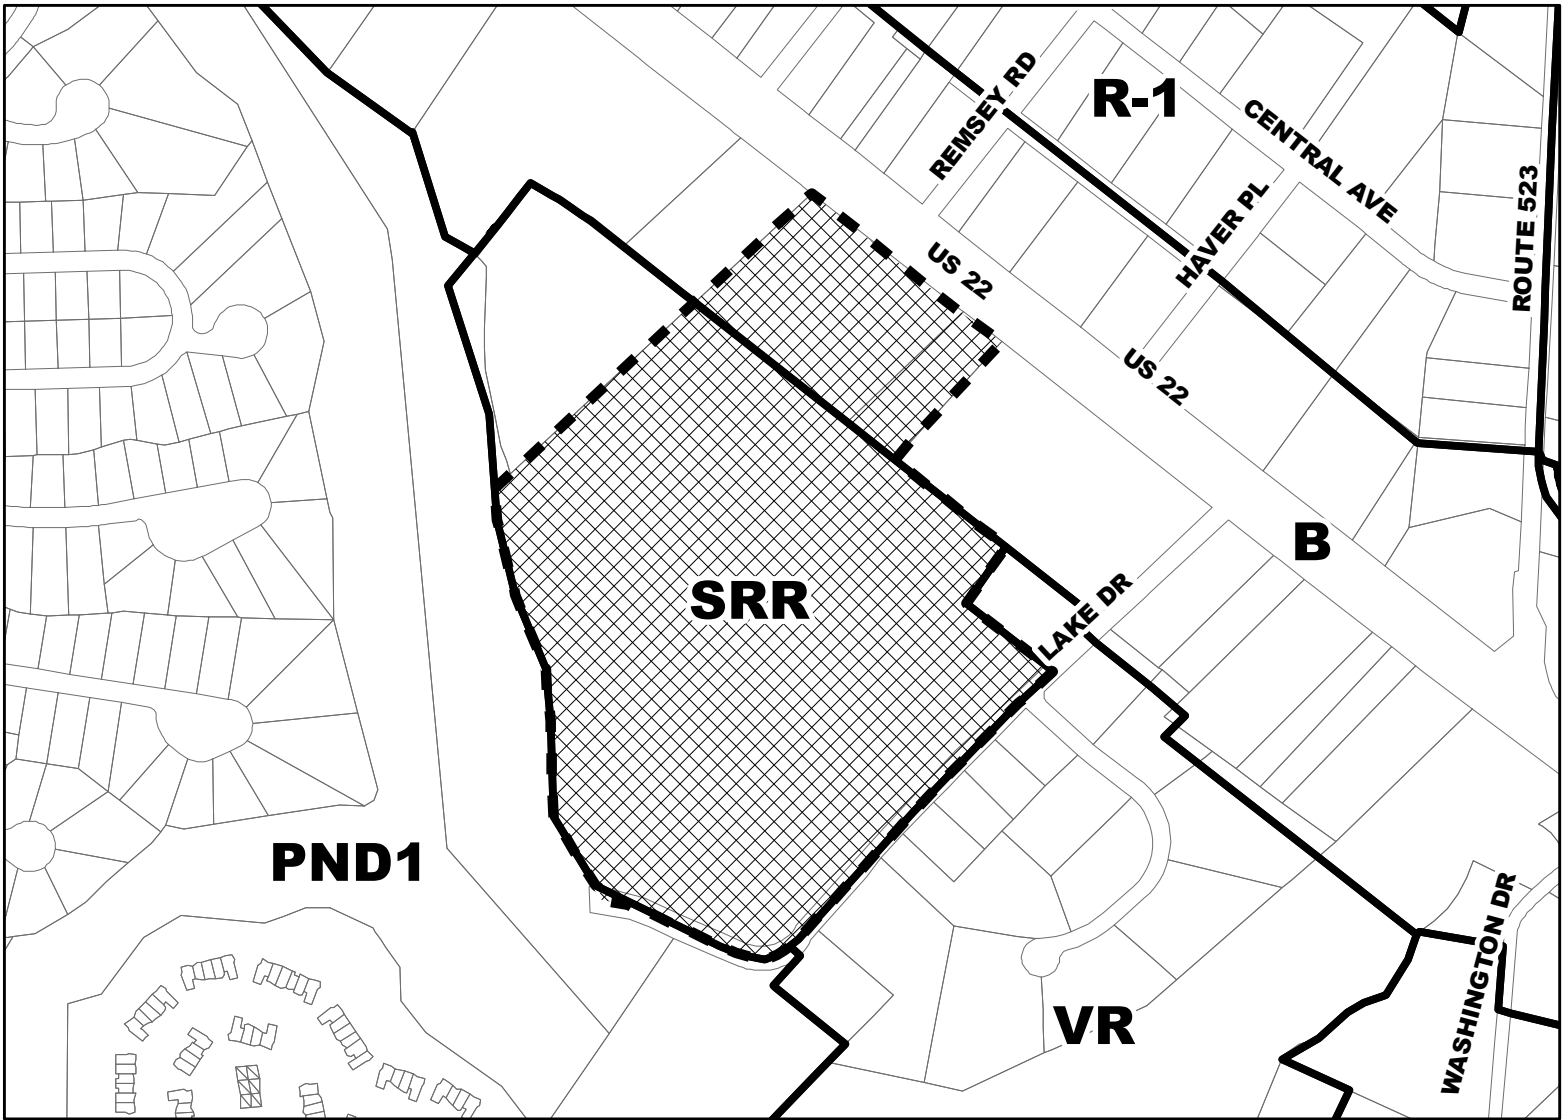 REMSEY RD
R-1
CENTRAL AVE
HAVER PL
ROUTE 523
US 22
US 22
B
SRR
LAKE DR
PND1
VR
WASHINGTON DR